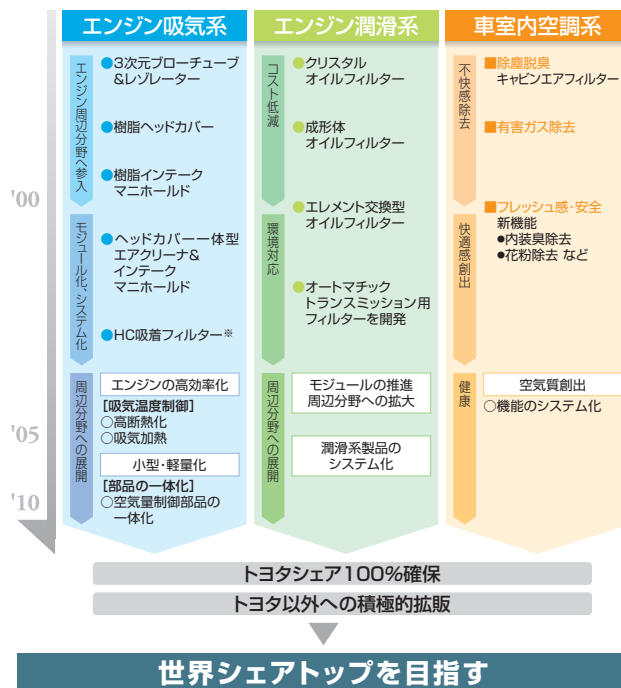 エンジン吸気系
エンジン周辺分野へ参入
●3次元ブローチューブ
&レゾレーター
●樹脂ヘッドカバー
●樹脂インテーク
マニホールド
モジュール化、システム化
●ヘッドカバー一体型
エアクリーナ&
インテーク
マニホールド
●HC吸着フィルター※
周辺分野への展開
エンジンの高効率化
[吸気温度制御]
○高断熱化
○吸気加熱
小型・軽量化
[部品の一体化]
○空気量制御部品の
一体化
エンジン潤滑系
コスト低減
●クリスタル
オイルフィルター
●成形体
オイルフィルター
環境対応
●エレメント交換型
オイルフィルター
●オートマチック
トランスミッション用
フィルターを開発
周辺分野への展開
モジュールの推進
周辺分野への拡大
潤滑系製品の
システム化
車室内空調系
不快感除去
■除塵脱臭
キャビンエアフィルター
■有害ガス除去
快適感創出
■フレッシュ感・安全
新機能
●内装臭除去
●花粉除去 など
健康
空気質創出
○機能のシステム化
'00
'05
'10
トヨタシェア100%確保
トヨタ以外への積極的拡販
世界シェアトップを目指す